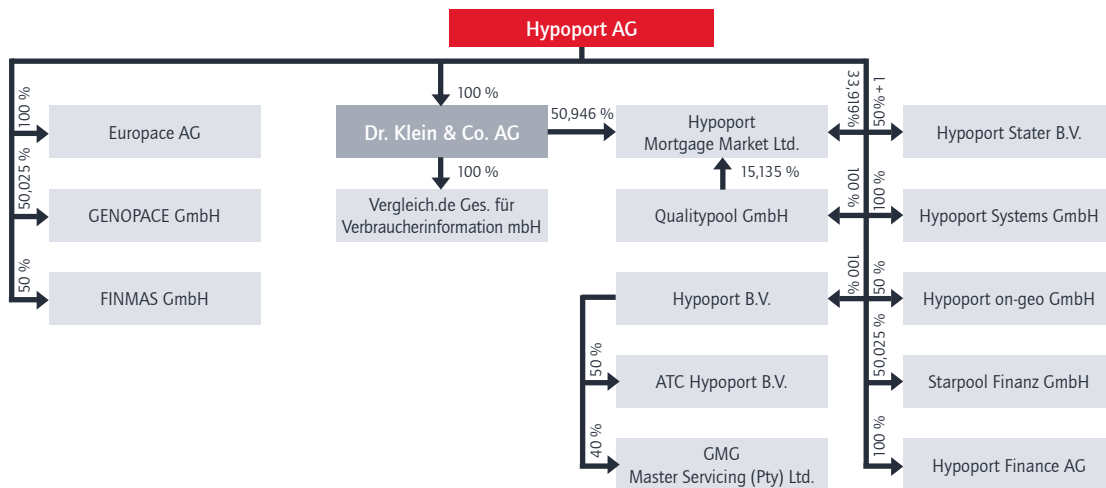 Hypoport AG
100 %
Europace AG
50,025 %
GENOPACE GmbH
50 %
FINMAS GmbH
100 %
Dr. Klein & Co. AG
100 %
Vergleich.de Ges. für
Verbraucherinformation mbH
50,946 %
33,919%
Hypoport
Mortgage Market Ltd.
15,135 %
100 %
Qualitypool GmbH
100 %
Hypoport B.V.
50 %
ATC Hypoport B.V.
40 %
GMG
Master Servicing (Pty) Ltd.
50% + 1
Hypoport Stater B.V.
100 %
Hypoport Systems GmbH
50 %
Hypoport on-geo GmbH
50,025 %
Starpool Finanz GmbH
100 %
Hypoport Finance AG